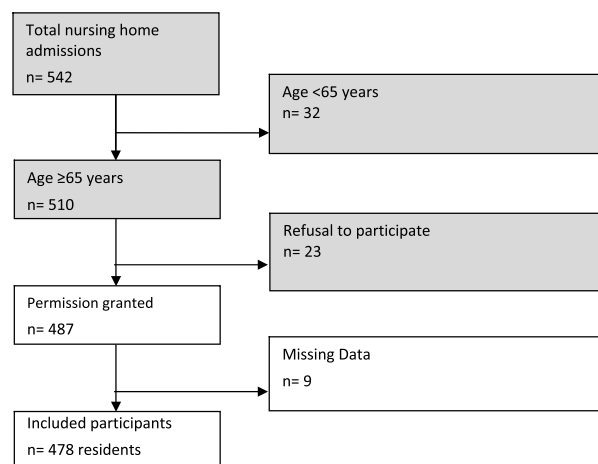 Total nursing home
admissions
n= 542
Age <65 years
n= 32
Age ≥65 years
n= 510
Refusal to participate
n= 23
Permission granted
n= 487
Missing Data
n= 9
Included participants
n= 478 residents